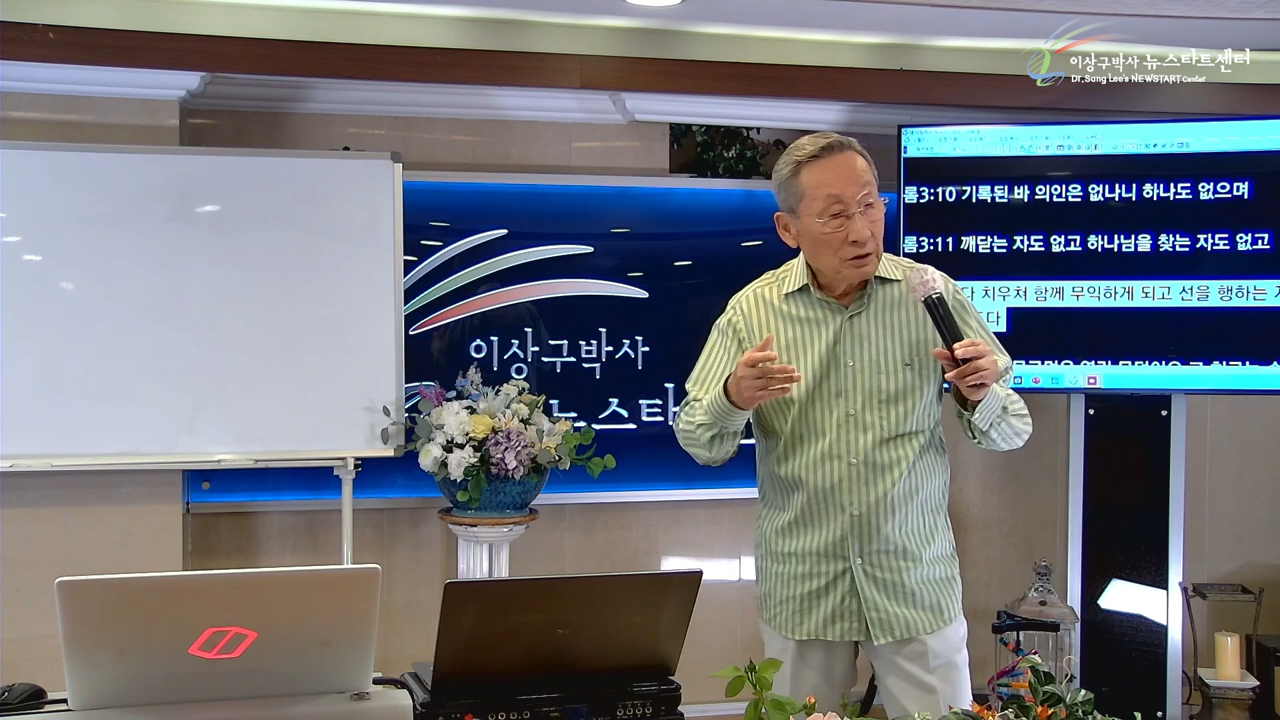 이상구박사 뉴스타트센터
Dr. Sang Lee's NEWSTART Center
롬3:10 기록된 바 의인은 없나니 하나도 없으며
롬3:11 깨닫는 자도 없고 하나님을 찾는 자도 없고
다 치우쳐 함께 무익하게 되고 선을 행하는
이상구박사
뉴스타